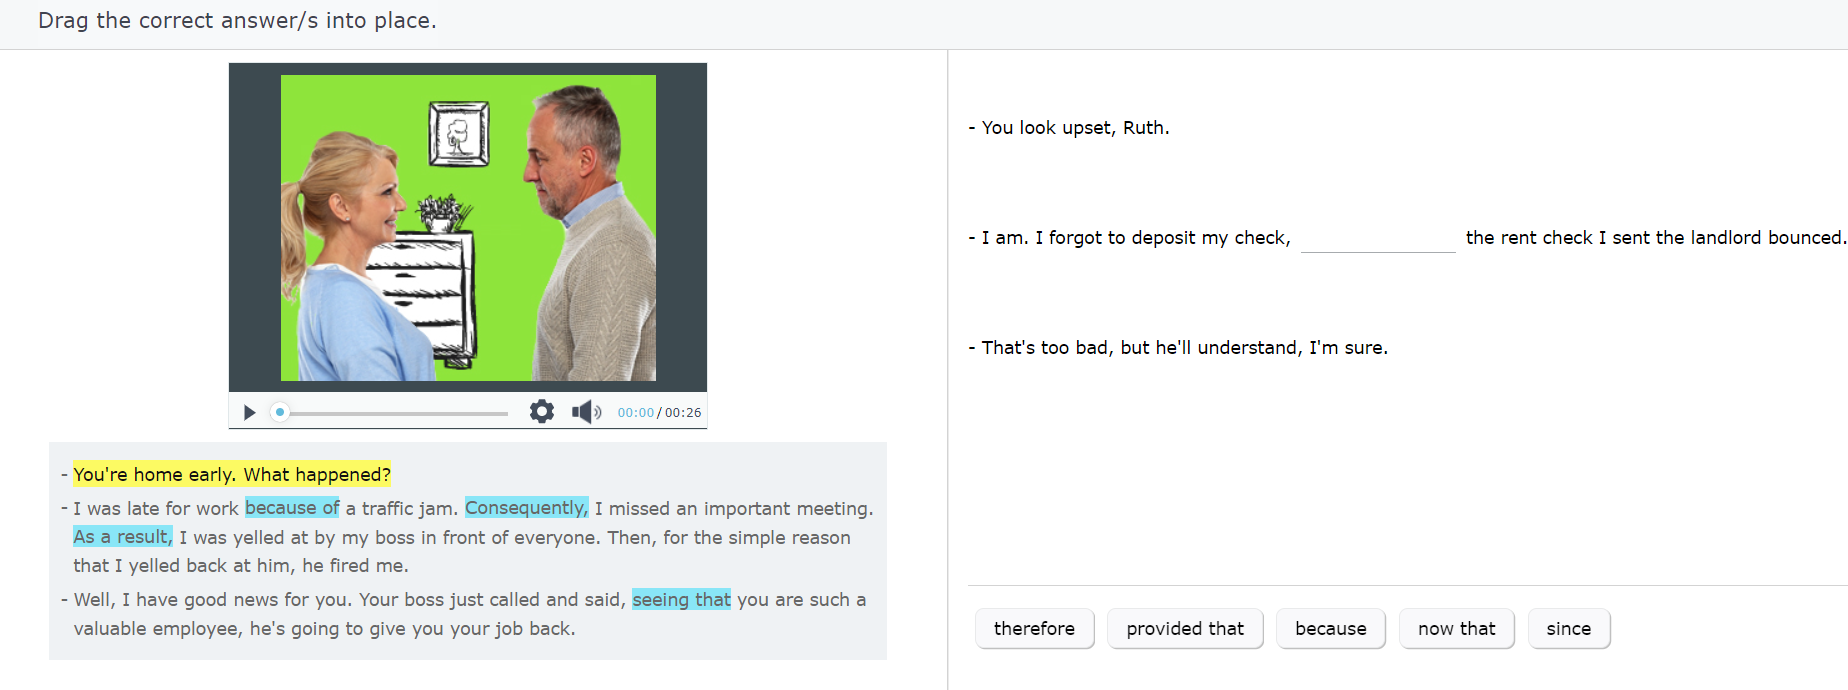 Drag the correct answer/s into place.
00:00/00:26
- You're home early. What happened?
- I was late for work because of a traffic jam. Consequently, I missed an important meeting.
As a result, I was yelled at by my boss in front of everyone. Then, for the simple reason
that I yelled back at him, he fired me.
- Well, I have good news for you. Your boss just called and said, seeing that you are such a
valuable employee, he's going to give you your job back.
- You look upset, Ruth.
- I am. I forgot to deposit my check, the rent check I sent the landlord bounced.
- That's too bad, but he'll understand, I'm sure.
therefore provided that because now that since